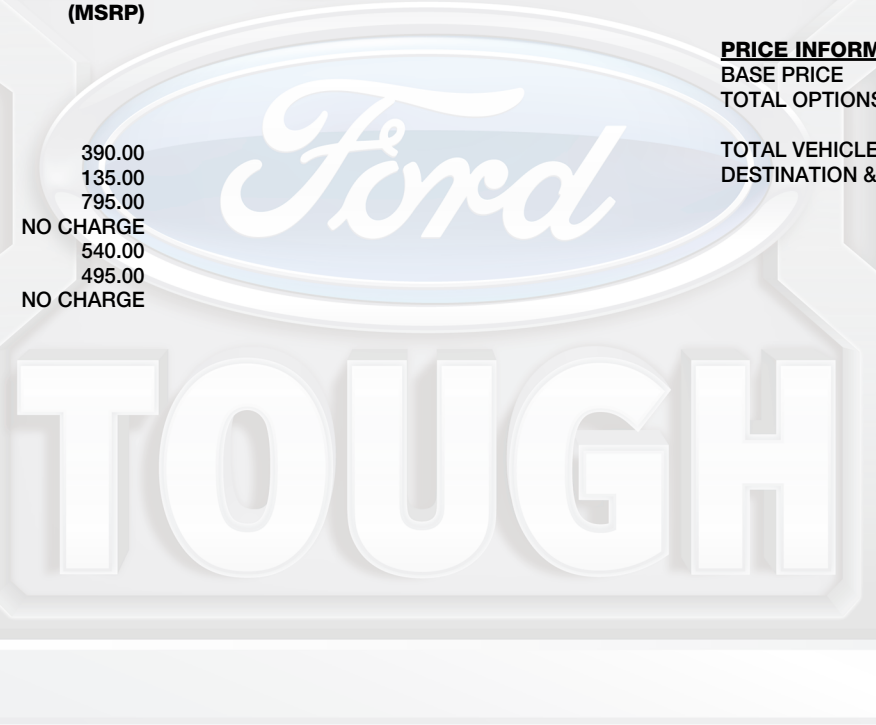 (MSRP)
390.00
135.00
795.00
NO CHARGE
540.00
495.00
NO CHARGE
PRICE INFORM
BASE PRICE
TOTAL OPTIONS
TOTAL VEHICLE
DESTINATION &
Ford
TOUGH